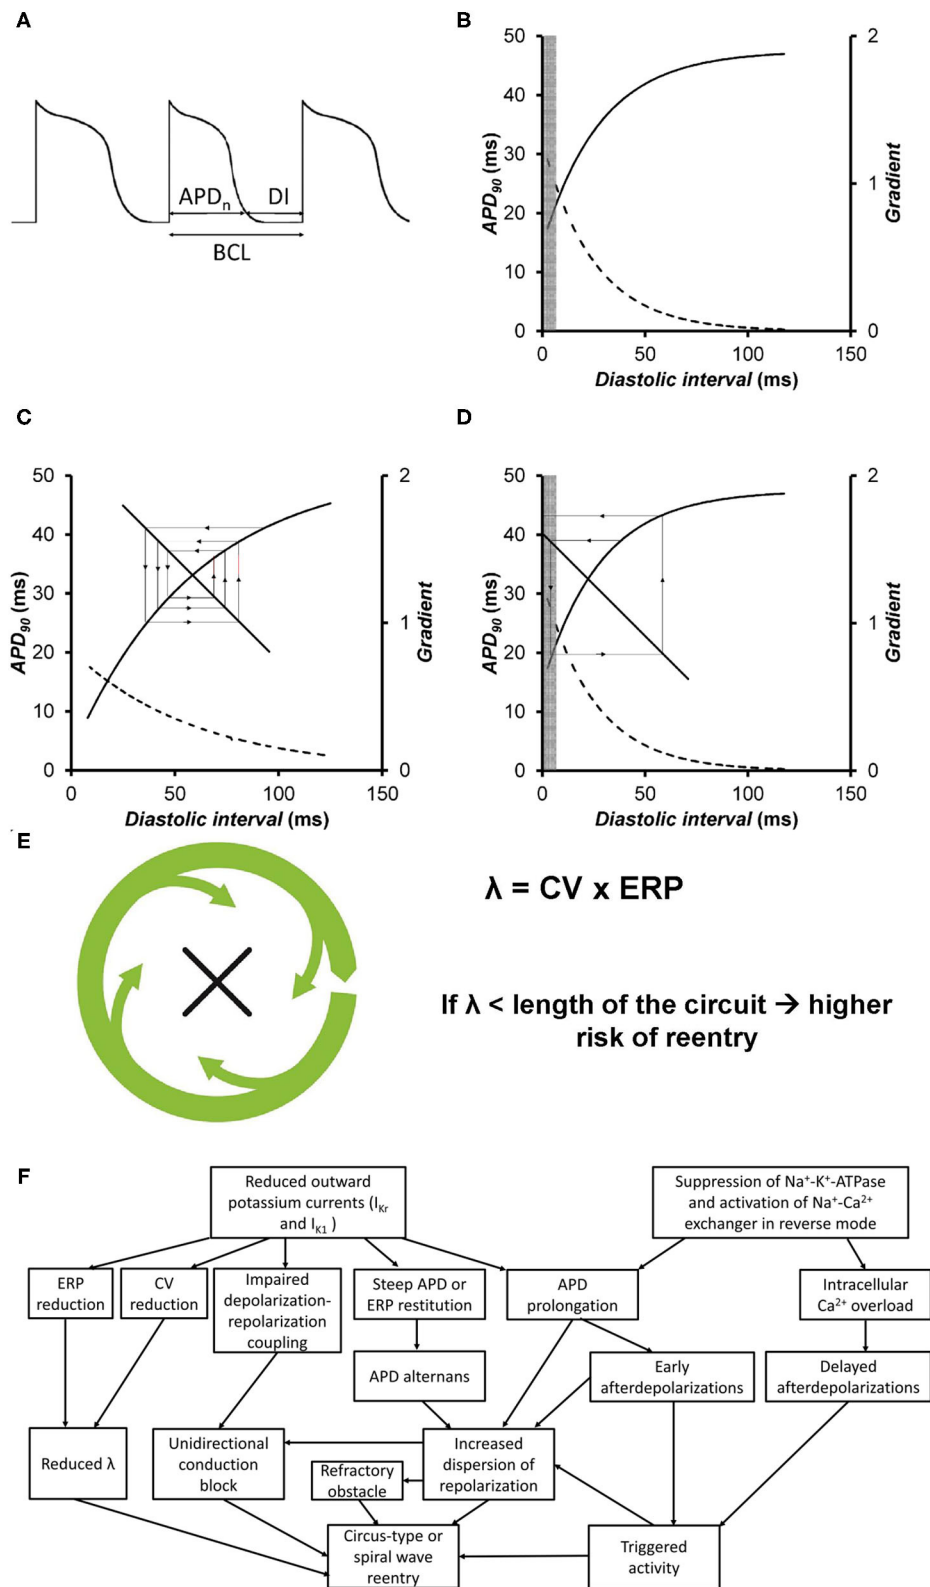 A
APDₙ
DI
BCL
B
50
40
30
20
10
0
APD₉₀ (ms)
2
1
0
Gradient
0
50
100
150
Diastolic interval (ms)
C
50
40
30
20
10
0
APD₉₀ (ms)
2
1
0
Gradient
0
50
100
150
Diastolic interval (ms)
D
50
40
30
20
10
0
APD₉₀ (ms)
2
1
0
Gradient
0
50
100
150
Diastolic interval (ms)
E
λ = CV x ERP
If λ < length of the circuit → higher
risk of reentry
F
Reduced outward
potassium currents (I_Kr
and I_K1 )
Suppression of Na⁺-K⁺-ATPase
and activation of Na⁺-Ca²⁺
exchanger in reverse mode
ERP
reduction
CV
reduction
Impaired
depolarization-
repolarization
coupling
Steep APD or
ERP restitution
APD
prolongation
Intracellular
Ca²⁺ overload
APD alternans
Early
afterdepolarizations
Delayed
afterdepolarizations
Reduced λ
Unidirectional
conduction
block
Refractory
obstacle
Increased
dispersion of
repolarization
Circus-type or
spiral wave
reentry
Triggered
activity